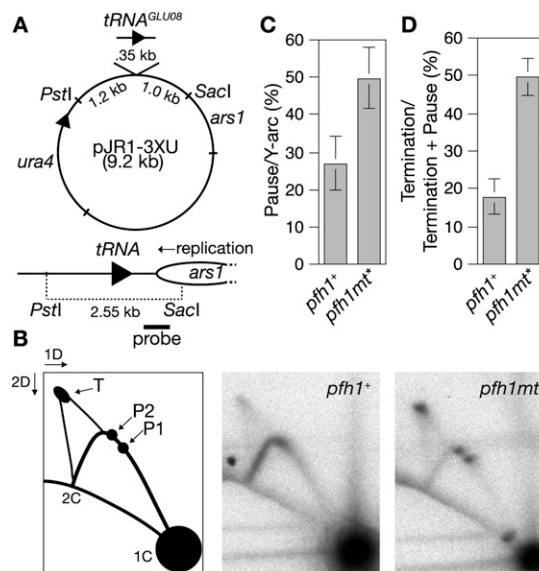 A
tRNA^GLU08
.35 kb
PstI
1.2 kb
1.0 kb
SacI
ars1
pJR1-3XU
(9.2 kb)
ura4
tRNA
←replication
ars1
PstI
2.55 kb
SacI
probe
C
60
50
40
30
20
10
0
Pause/Y-arc (%)
pfh1+
pfh1mt*
D
60
50
40
30
20
10
0
Termination/
Termination + Pause (%)
pfh1+
pfh1mt*
B
1D
2D
T
P2
P1
2C
1C
pfh1+
pfh1mt*